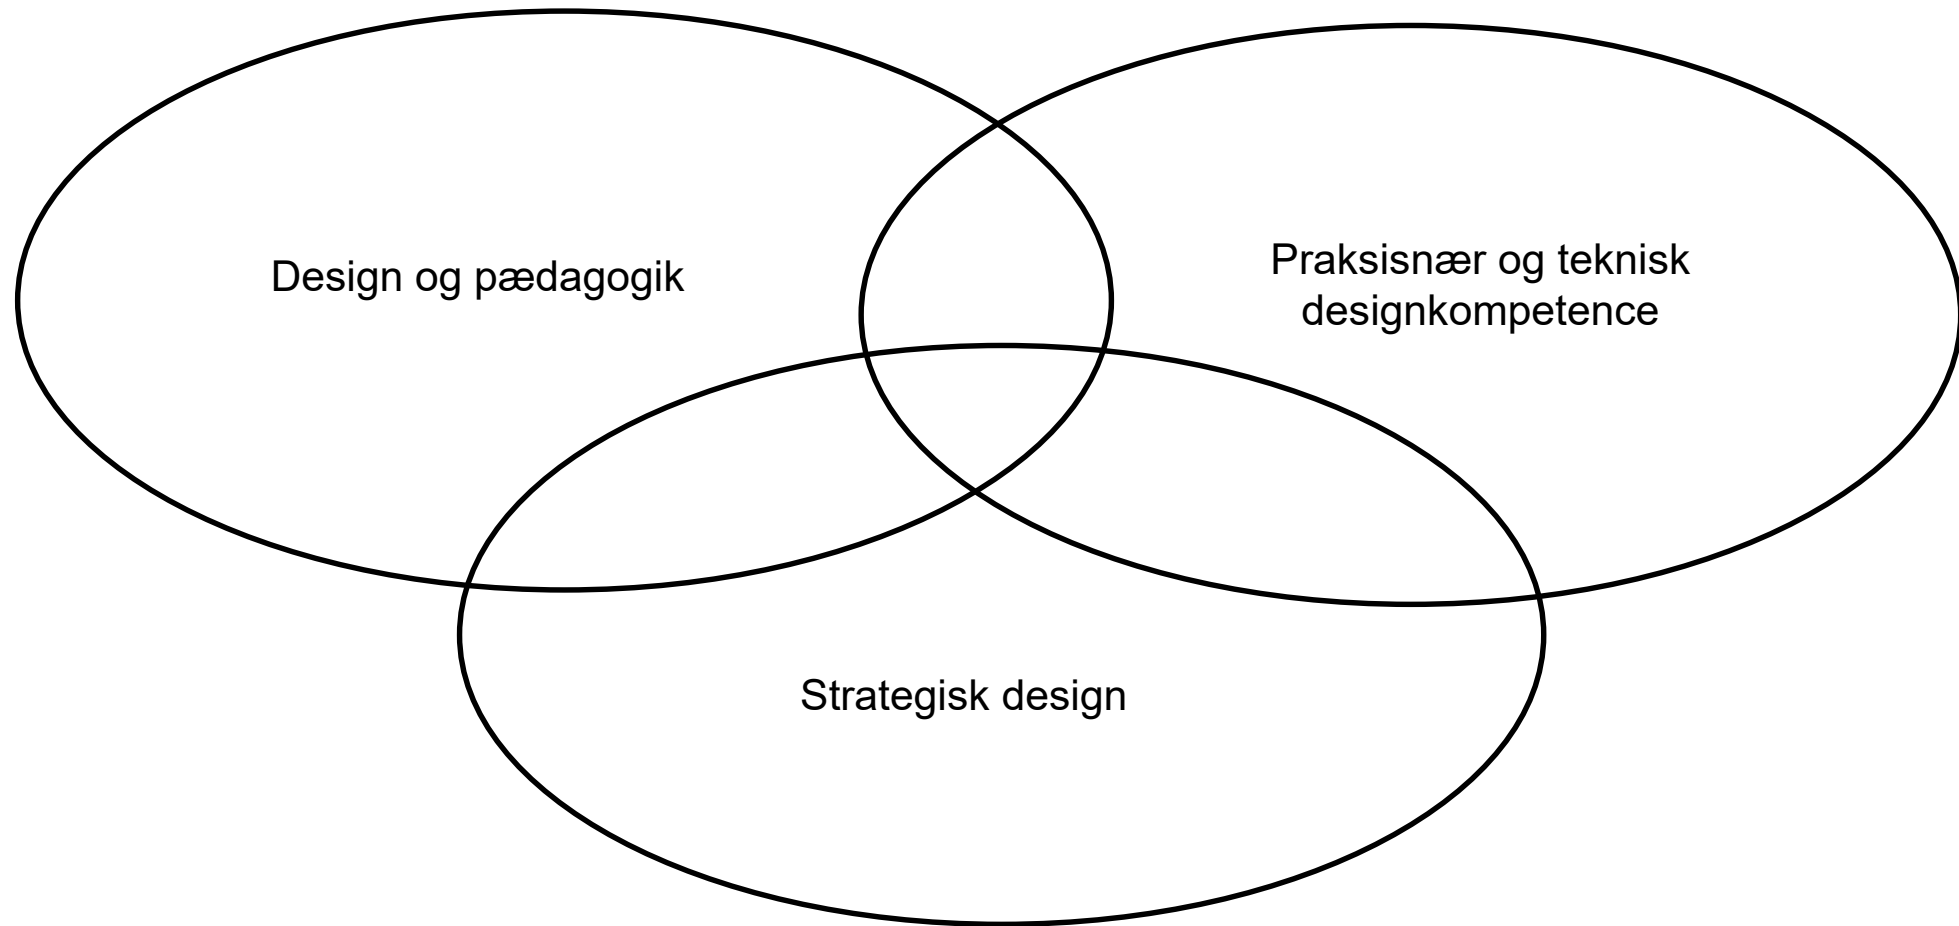 Design og pædagogik
Praksisnær og teknisk
designkompetence
Strategisk design